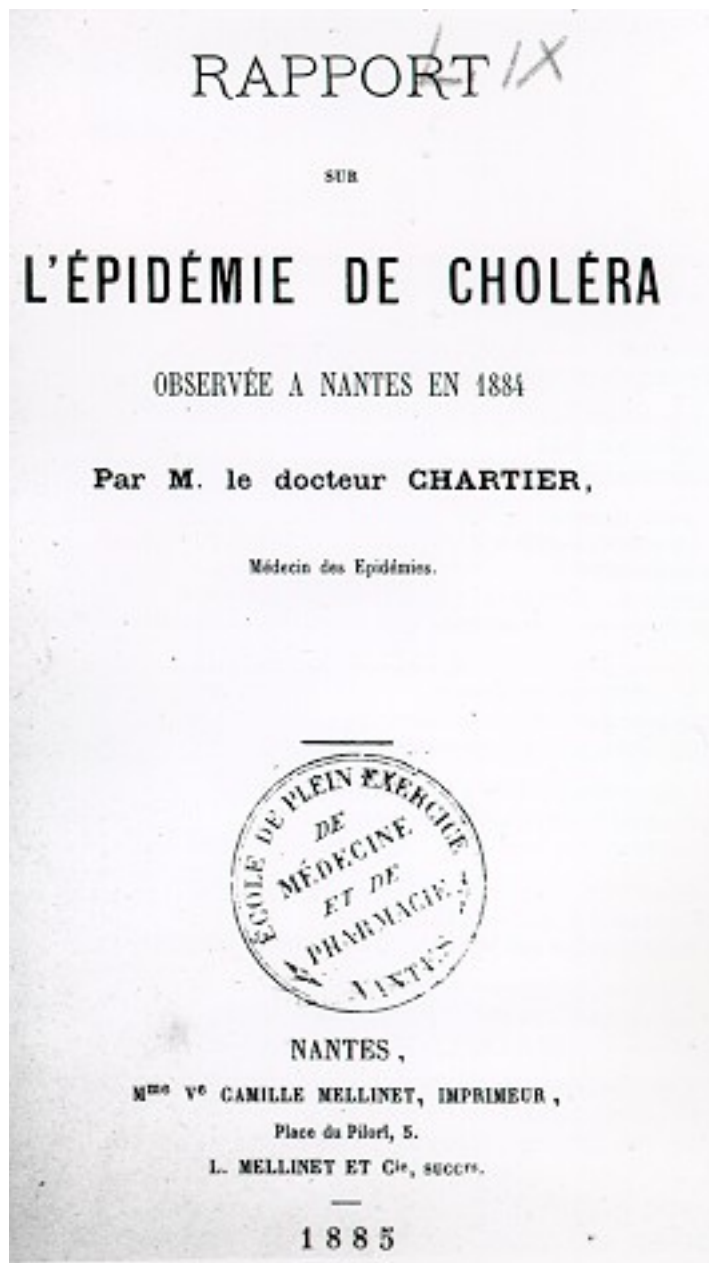 RAPPORT L. IX
SUR
L'ÉPIDÉMIE DE CHOLÉRA
OBSERVÉE A NANTES EN 1884
Par M. le docteur CHARTIER,
Médecin des Epidémies.
ÉCOLE DE PLEIN EXERCICE
DE
MÉDECINE
ET DE
PHARMACIE
NANTES
NANTES,
Mme Ve CAMILLE MELLINET, IMPRIMEUR,
Place du Pilori, 5.
L. MELLINET ET Cie, succrs.
1885